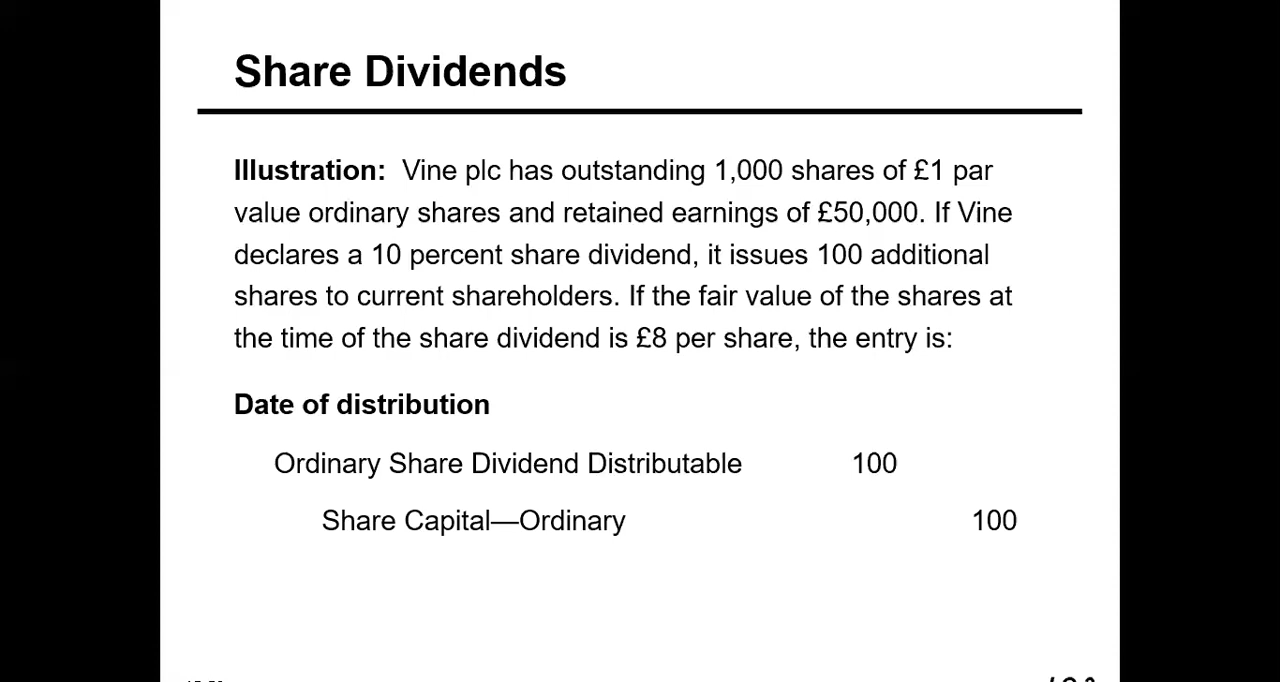 Share Dividends
Illustration: Vine plc has outstanding 1,000 shares of £1 par
value ordinary shares and retained earnings of £50,000. If Vine
declares a 10 percent share dividend, it issues 100 additional
shares to current shareholders. If the fair value of the shares at
the time of the share dividend is £8 per share, the entry is:
Date of distribution
Ordinary Share Dividend Distributable 100
Share Capital—Ordinary 100